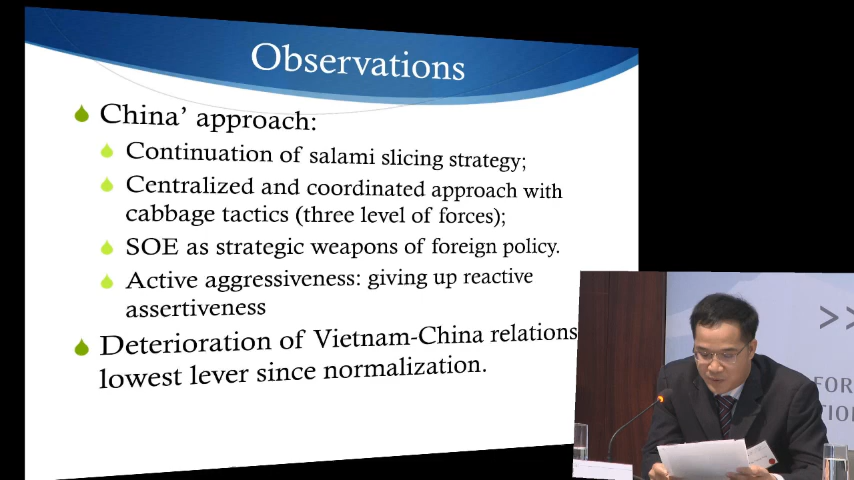 Observations
China' approach:
Continuation of salami slicing strategy;
Centralized and coordinated approach with
cabbage tactics (three level of forces);
SOE as strategic weapons of foreign policy.
Active aggressiveness: giving up reactive
assertiveness
Deterioration of Vietnam-China relations
lowest lever since normalization.
>>
FOR